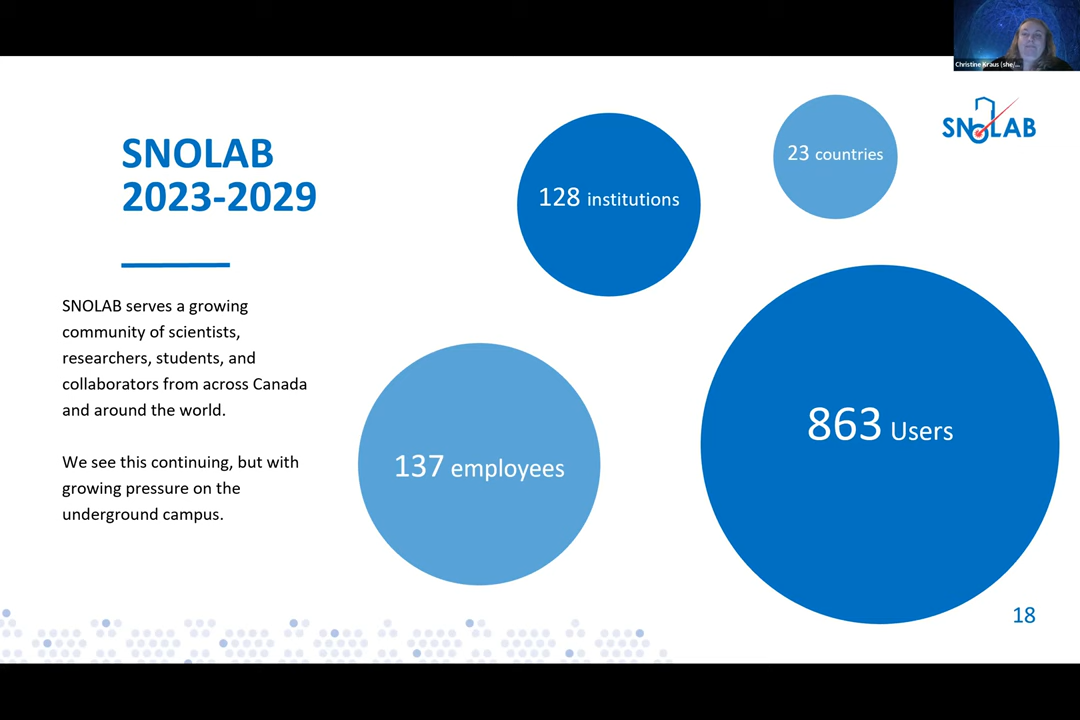 Christine Kraus (she/...
SNOLAB
SNOLAB
2023-2029
128 institutions
23 countries
SNOLAB serves a growing
community of scientists,
researchers, students, and
collaborators from across Canada
and around the world.
We see this continuing, but with
growing pressure on the
underground campus.
137 employees
863 Users
18